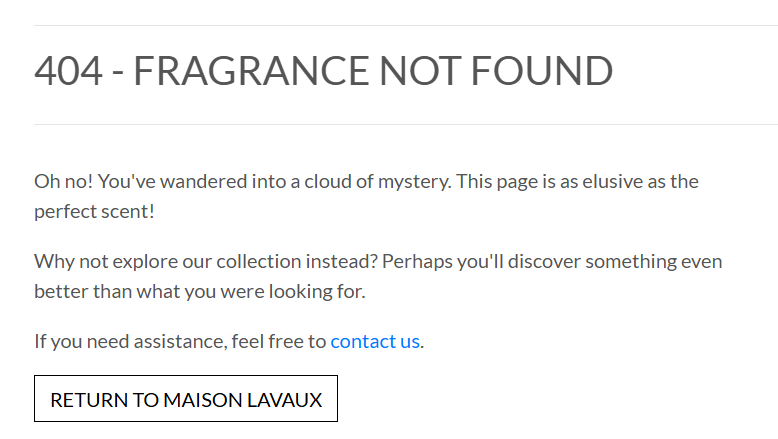 404 - FRAGRANCE NOT FOUND
Oh no! You've wandered into a cloud of mystery. This page is as elusive as the
perfect scent!
Why not explore our collection instead? Perhaps you'll discover something even
better than what you were looking for.
If you need assistance, feel free to contact us.
RETURN TO MAISON LAVAUX